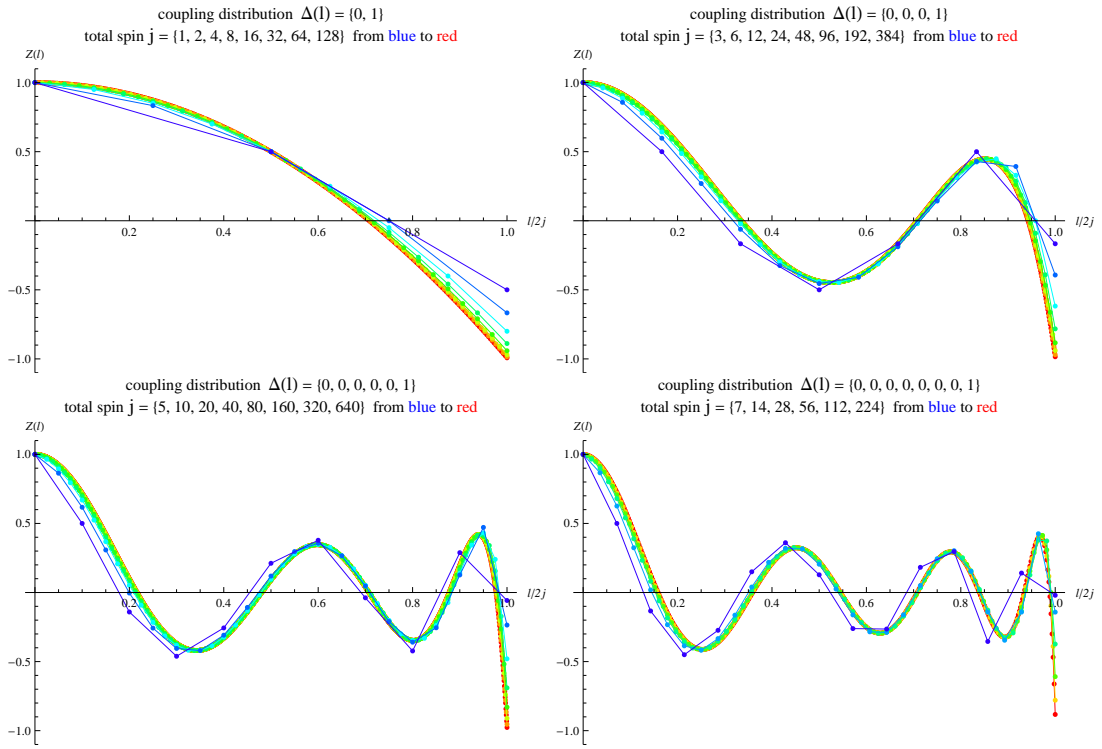 coupling distribution Δ(l) = {0, 1}
total spin j = {1, 2, 4, 8, 16, 32, 64, 128} from blue to red
Z(l)
1.0
0.5
0.2 0.4 0.6 0.8 1.0 l/2j
−0.5
−1.0
coupling distribution Δ(l) = {0, 0, 0, 1}
total spin j = {3, 6, 12, 24, 48, 96, 192, 384} from blue to red
Z(l)
1.0
0.5
0.2 0.4 0.6 0.8 1.0 l/2j
−0.5
−1.0
coupling distribution Δ(l) = {0, 0, 0, 0, 0, 1}
total spin j = {5, 10, 20, 40, 80, 160, 320, 640} from blue to red
Z(l)
1.0
0.5
0.2 0.4 0.6 0.8 1.0 l/2j
−0.5
−1.0
coupling distribution Δ(l) = {0, 0, 0, 0, 0, 0, 0, 1}
total spin j = {7, 14, 28, 56, 112, 224} from blue to red
Z(l)
1.0
0.5
0.2 0.4 0.6 0.8 1.0 l/2j
−0.5
−1.0